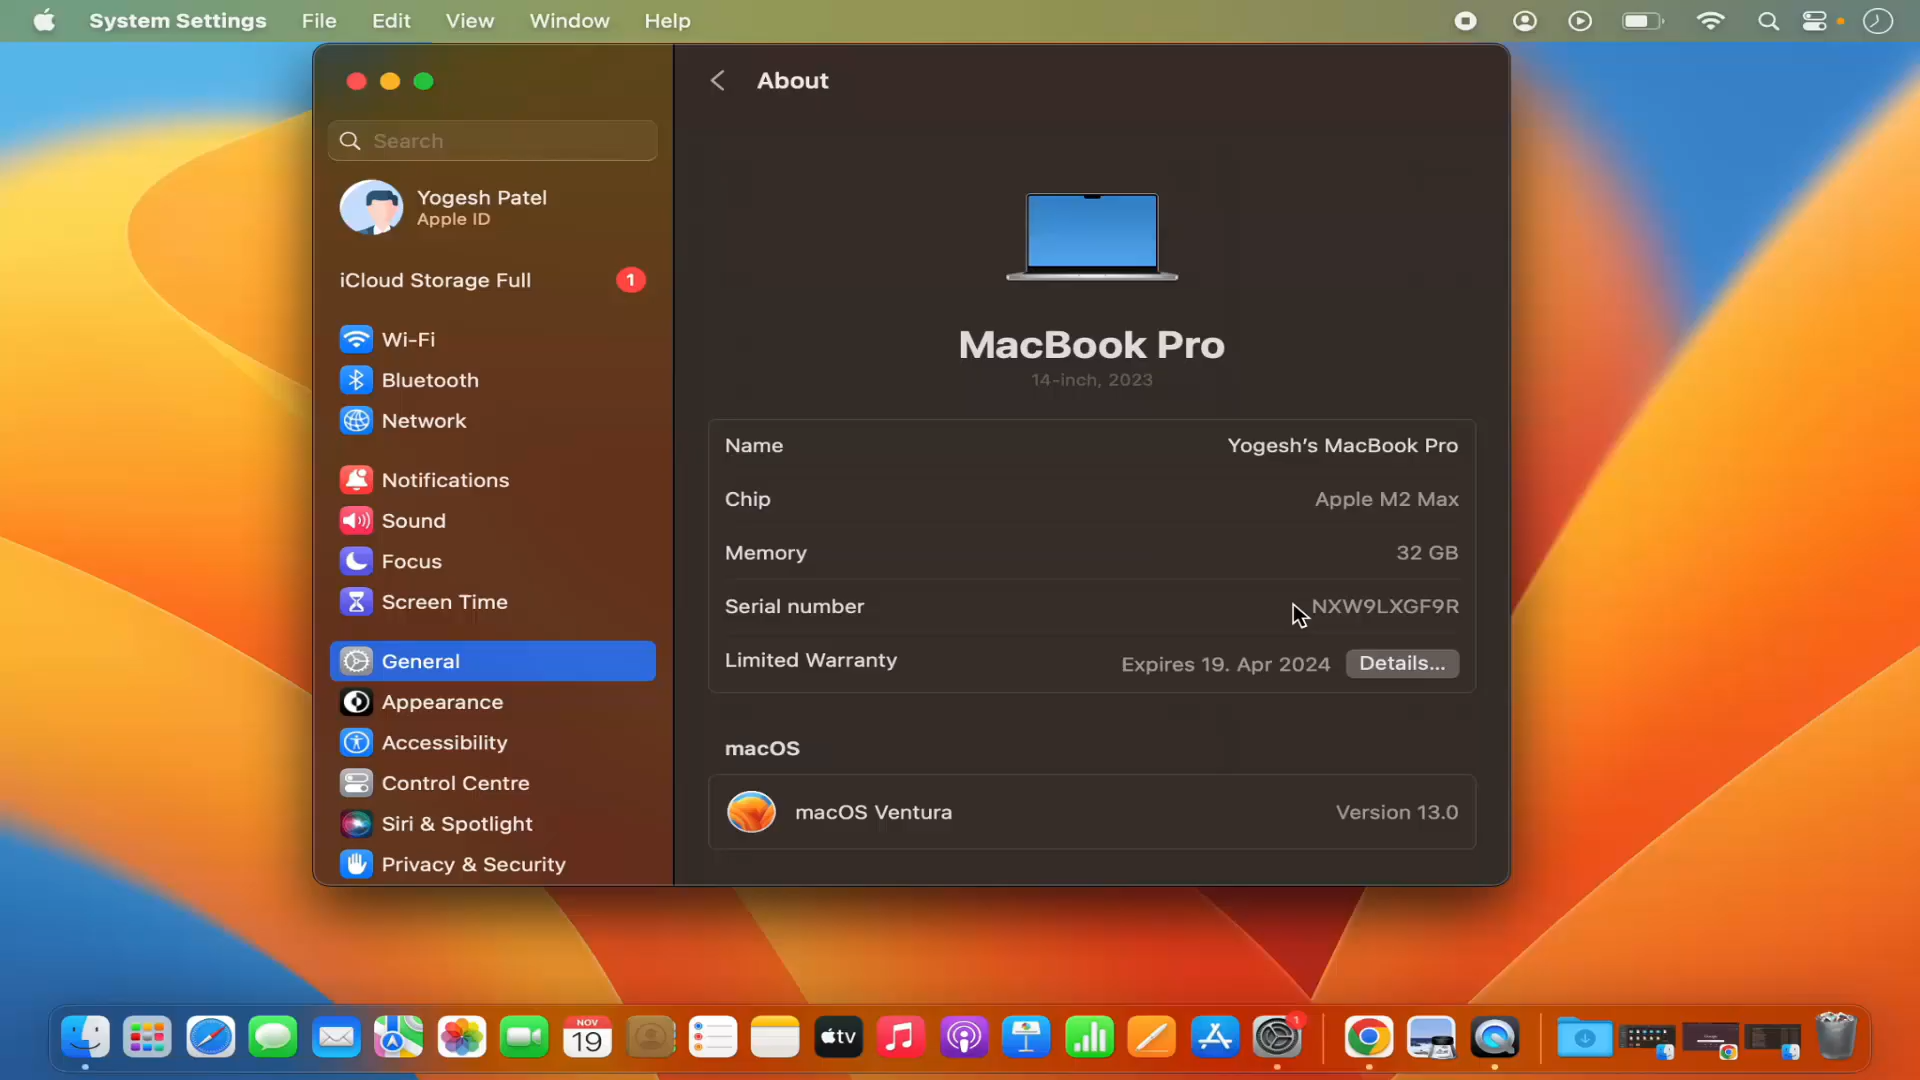 System Settings File Edit View Window Help
About
Search
Yogesh Patel
Apple ID
iCloud Storage Full 1
Wi-Fi
Bluetooth
Network
Notifications
Sound
Focus
Screen Time
General
Appearance
Accessibility
Control Centre
Siri & Spotlight
Privacy & Security
MacBook Pro
14-inch, 2023
Name Yogesh’s MacBook Pro
Chip Apple M2 Max
Memory 32 GB
Serial number NXW9LXGF9R
Limited Warranty Expires 19. Apr 2024 Details...
macOS
macOS Ventura Version 13.0
NOV
19
tv
1